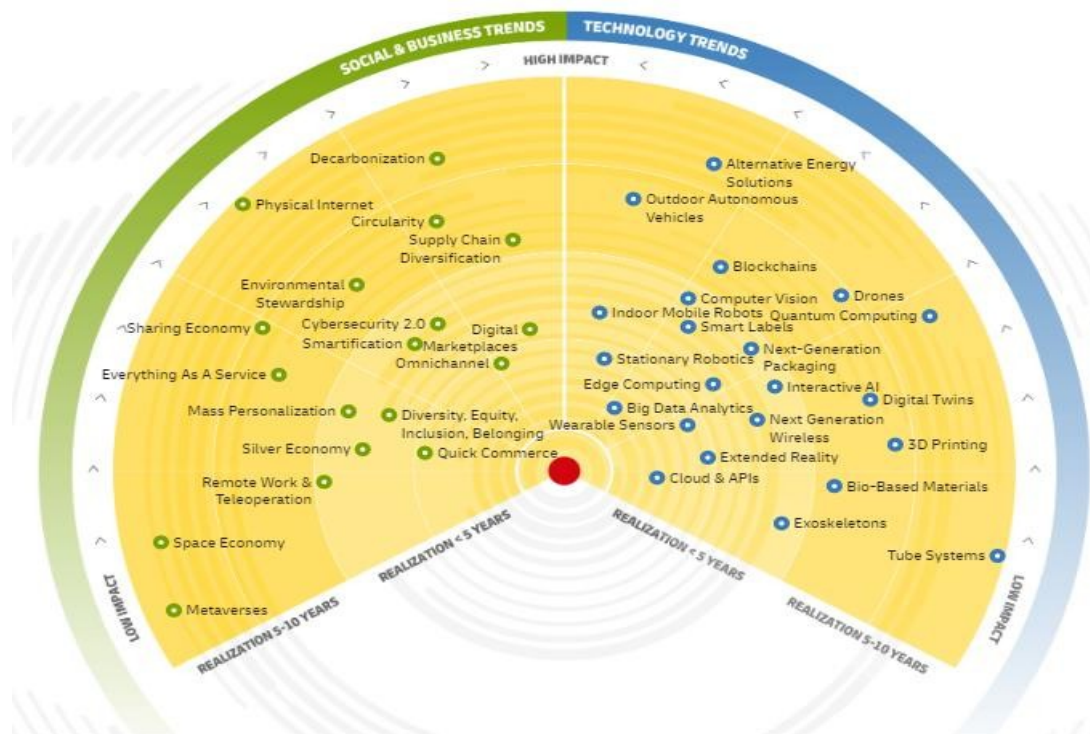 SOCIAL & BUSINESS TRENDS
TECHNOLOGY TRENDS
HIGH IMPACT
Decarbonization
Physical Internet
Circularity
Supply Chain
Diversification
Environmental
Stewardship
Sharing Economy
Cybersecurity 2.0
Smartification
Digital
Marketplaces
Omnichannel
Everything As A Service
Mass Personalization
Diversity, Equity,
Inclusion, Belonging
Silver Economy
Quick Commerce
Remote Work &
Teleoperation
Space Economy
Metaverses
LOW IMPACT
REALIZATION 5-10 YEARS
REALIZATION < 5 YEARS
Alternative Energy
Solutions
Outdoor Autonomous
Vehicles
Blockchains
Computer Vision
Drones
Indoor Mobile Robots
Quantum Computing
Smart Labels
Stationary Robotics
Next-Generation
Packaging
Edge Computing
Interactive AI
Digital Twins
Big Data Analytics
Wearable Sensors
Next Generation
Wireless
3D Printing
Extended Reality
Cloud & APIs
Bio-Based Materials
Exoskeletons
Tube Systems
REALIZATION < 5 YEARS
REALIZATION 5-10 YEARS
LOW IMPACT